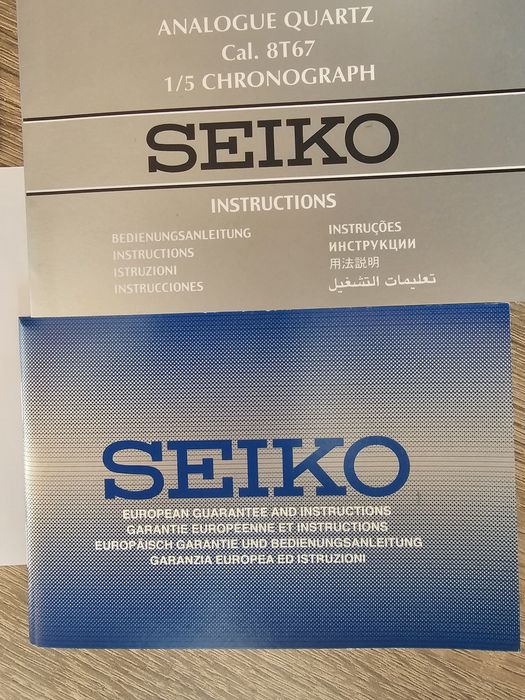 ANALOGUE QUARTZ
Cal. 8T67
1/5 CHRONOGRAPH
SEIKO
INSTRUCTIONS
BEDIENUNGSANLEITUNG
INSTRUCTIONS
ISTRUZIONI
INSTRUCCIONES
INSTRUÇÕES
ИНСТРУКЦИИ
用法説明
تعليمات التشغيل
SEIKO
EUROPEAN GUARANTEE AND INSTRUCTIONS
GARANTIE EUROPEENNE ET INSTRUCTIONS
EUROPÄISCH GARANTIE UND BEDIENUNGSANLEITUNG
GARANZIA EUROPEA ED ISTRUZIONI